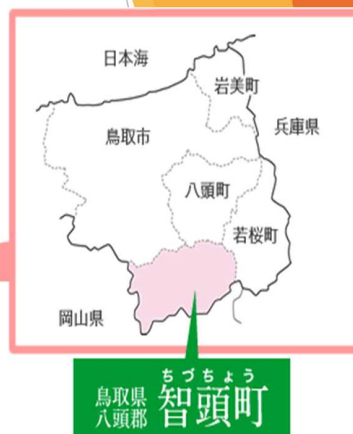 日本海
岩美町
鳥取市
兵庫県
八頭町
若桜町
岡山県
ちづちょう
鳥取県
八頭郡
智頭町